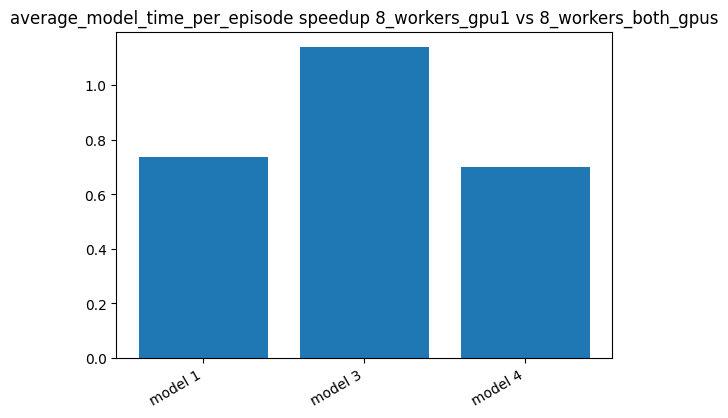 average_model_time_per_episode speedup 8_workers_gpu1 vs 8_workers_both_gpus
1.0
0.8
0.6
0.4
0.2
0.0
model 1
model 3
model 4